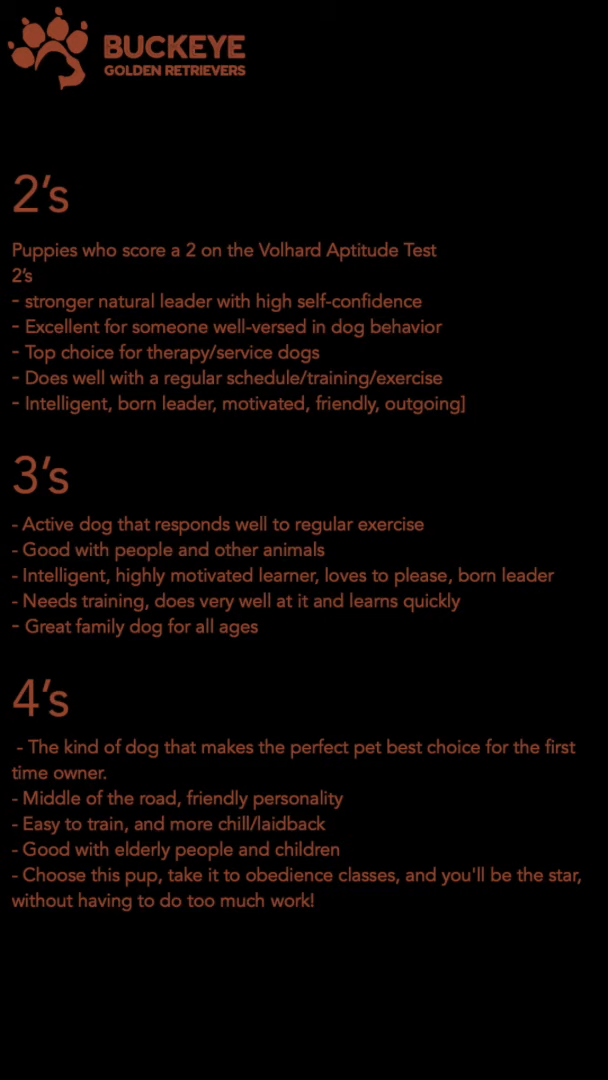 BUCKEYE
GOLDEN RETRIEVERS
2's
Puppies who score a 2 on the Volhard Aptitude Test
2's
- stronger natural leader with high self-confidence
- Excellent for someone well-versed in dog behavior
- Top choice for therapy/service dogs
- Does well with a regular schedule/training/exercise
- Intelligent, born leader, motivated, friendly, outgoing]
3's
- Active dog that responds well to regular exercise
- Good with people and other animals
- Intelligent, highly motivated learner, loves to please, born leader
- Needs training, does very well at it and learns quickly
- Great family dog for all ages
4's
- The kind of dog that makes the perfect pet best choice for the first
time owner.
- Middle of the road, friendly personality
- Easy to train, and more chill/laidback
- Good with elderly people and children
- Choose this pup, take it to obedience classes, and you'll be the star,
without having to do too much work!